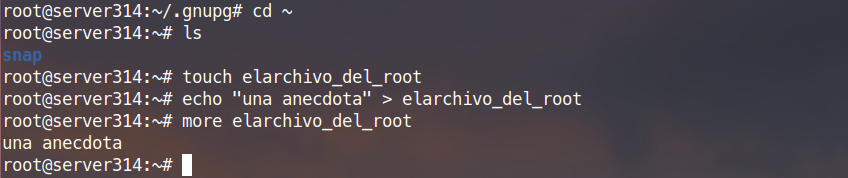 root@server314:~/.gnupg# cd ~
root@server314:~# ls
snap
root@server314:~# touch elarchivo_del_root
root@server314:~# echo "una anecdota" > elarchivo_del_root
root@server314:~# more elarchivo_del_root
una anecdota
root@server314:~#